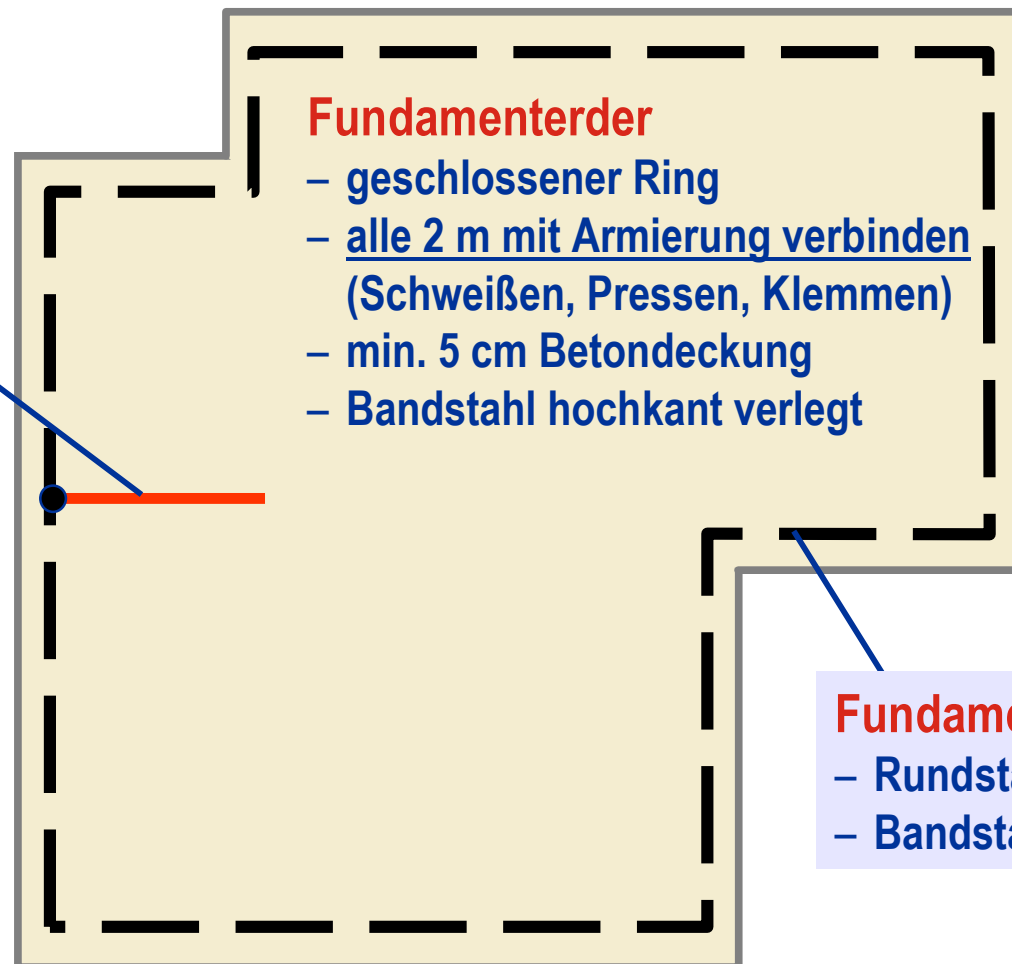 Fundamenterder
– geschlossener Ring
– alle 2 m mit Armierung verbinden
(Schweißen, Pressen, Klemmen)
– min. 5 cm Betondeckung
– Bandstahl hochkant verlegt
–
–